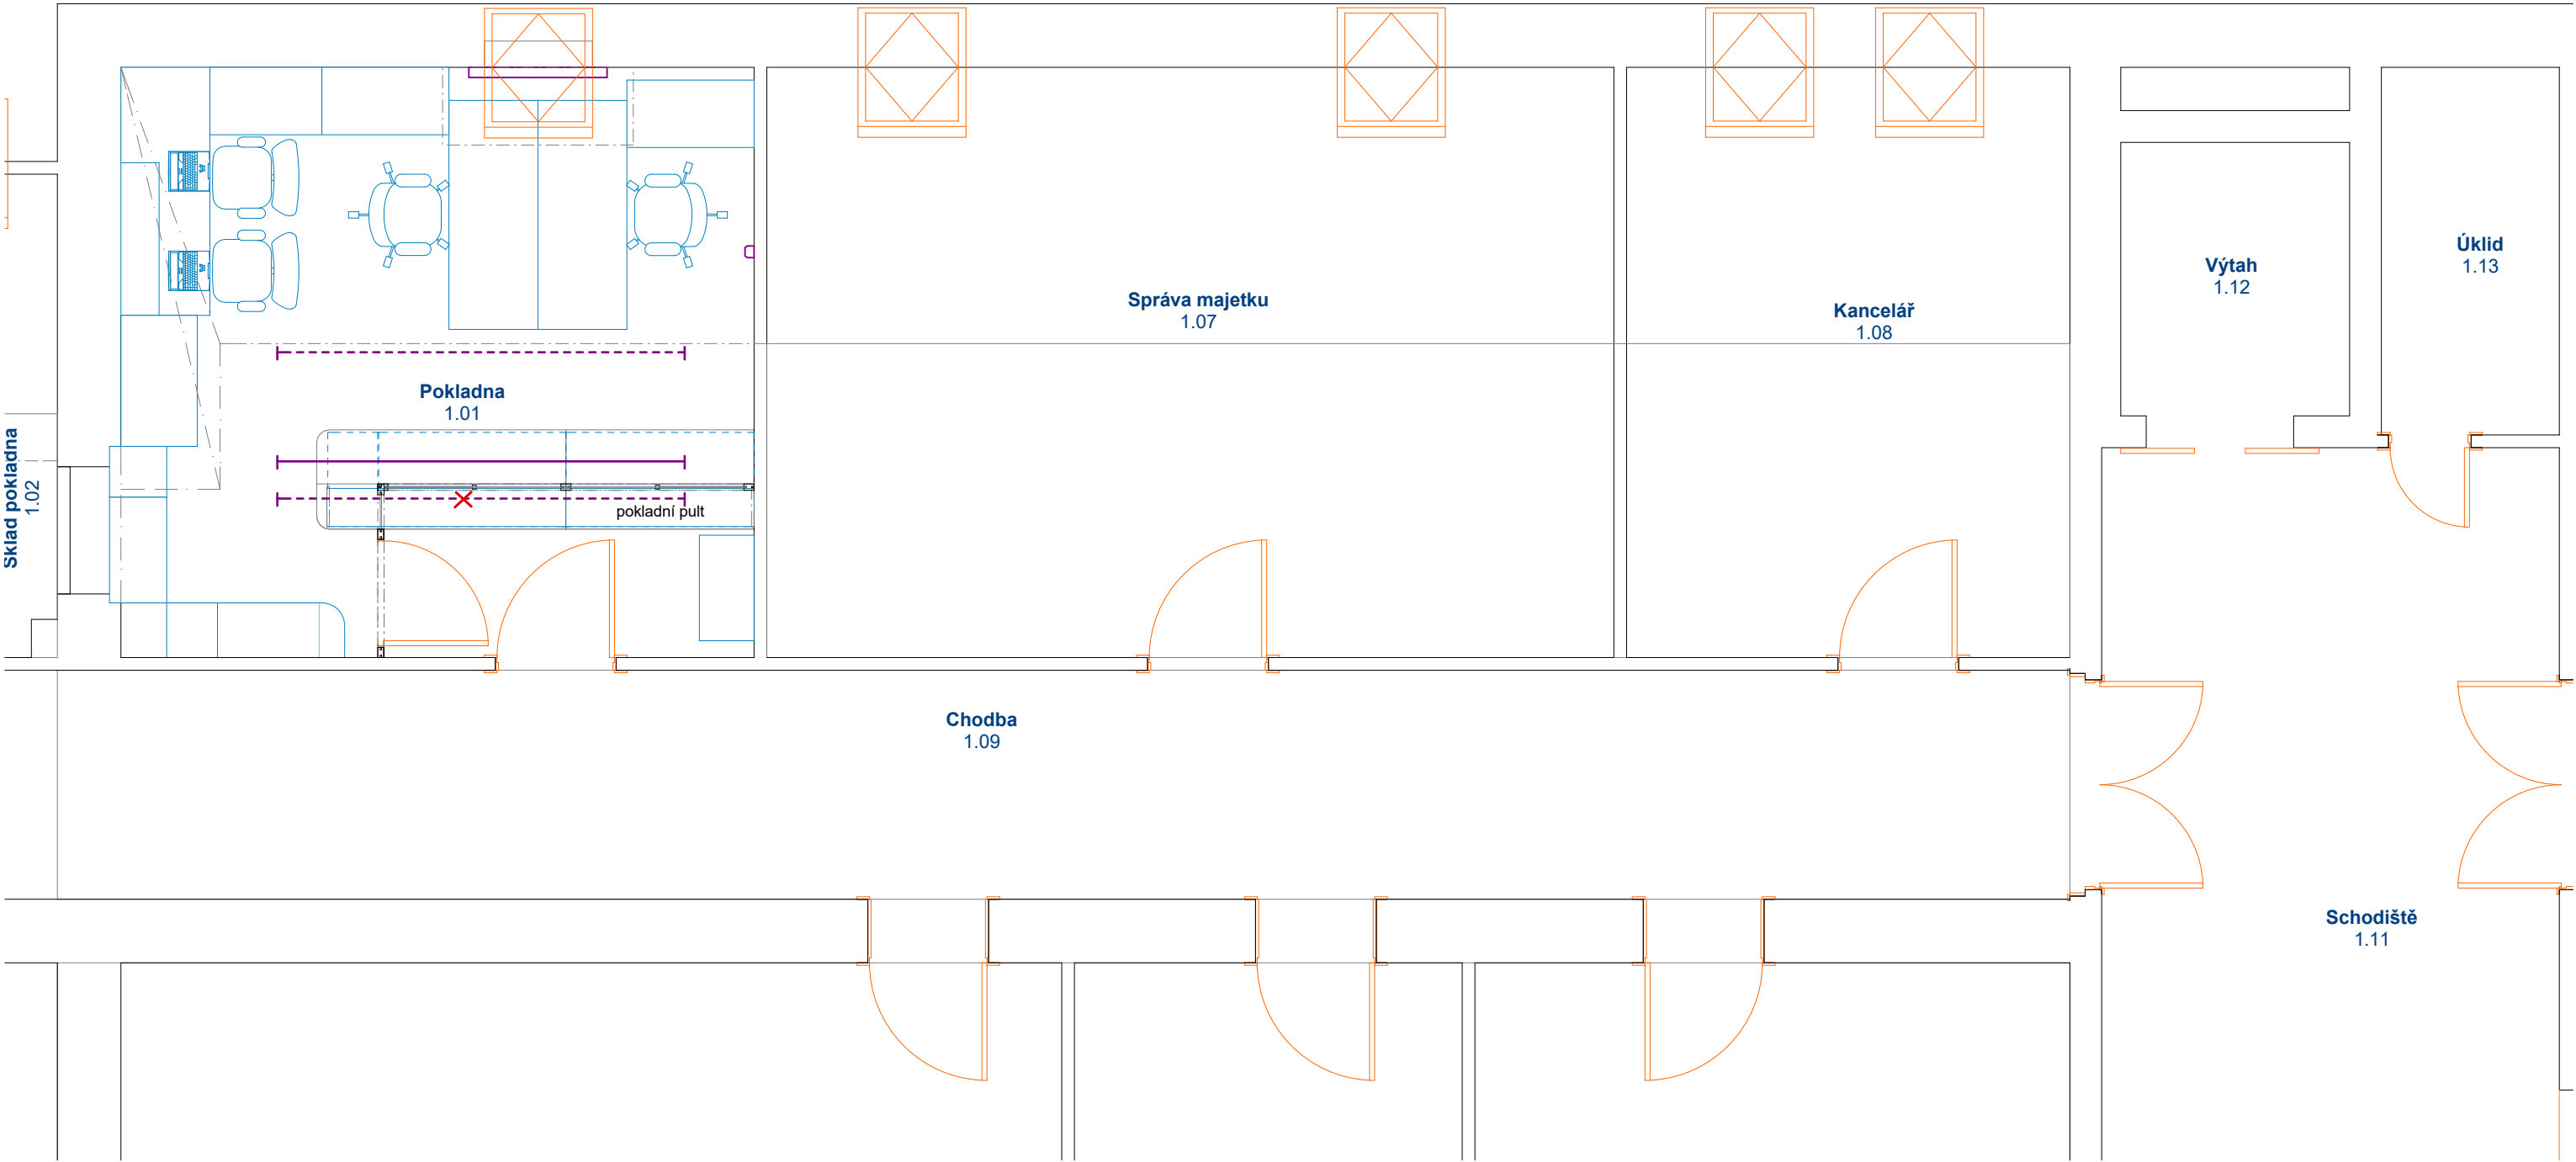 Úklid
1.13
Výtah
1.12
Správa majetku
1.07
Kancelář
1.08
Pokladna
1.01
Sklad pokladna
1.02
pokladní pult
Chodba
1.09
Schodiště
1.11